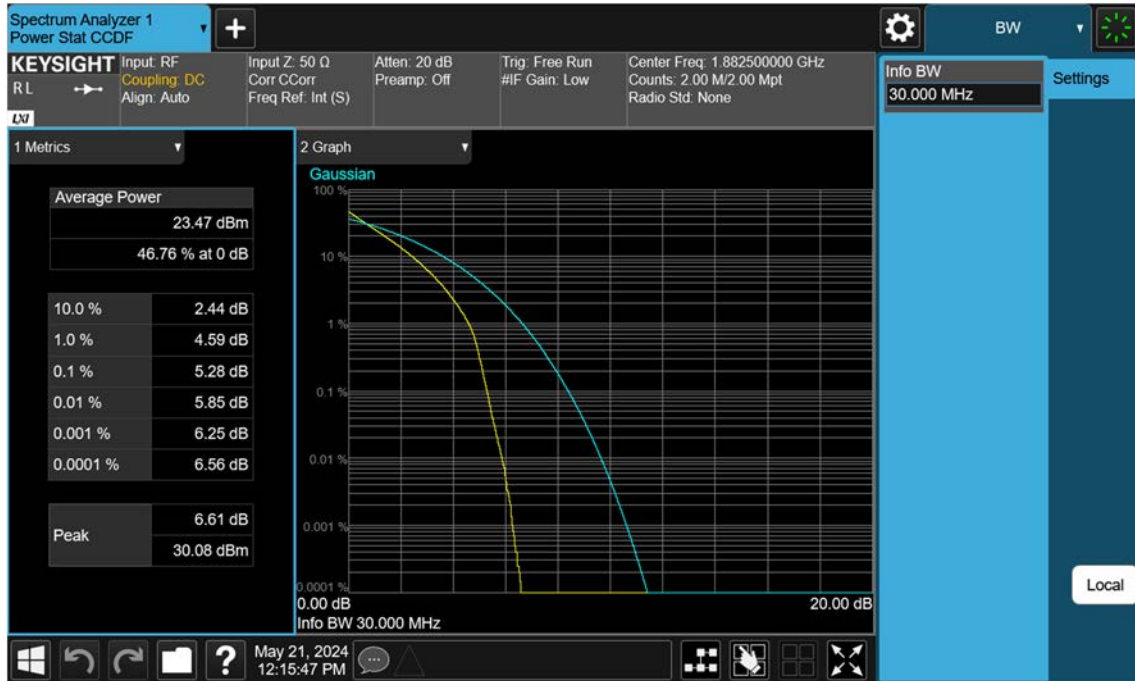 Spectrum Analyzer 1
Power Stat CCDF
+
BW
KEYSIGHT
R L
LXI
Input: RF
Coupling: DC
Align: Auto
Input Z: 50 Ω
Corr CCorr
Freq Ref: Int (S)
Atten: 20 dB
Preamp: Off
Trig: Free Run
#IF Gain: Low
Center Freq: 1.882500000 GHz
Counts: 2.00 M/2.00 Mpt
Radio Std: None
Info BW
30.000 MHz
Settings
1 Metrics
Average Power
23.47 dBm
46.76 % at 0 dB
10.0 % 2.44 dB
1.0 % 4.59 dB
0.1 % 5.28 dB
0.01 % 5.85 dB
0.001 % 6.25 dB
0.0001 % 6.56 dB
Peak 6.61 dB
30.08 dBm
2 Graph
Gaussian
100 %
10 %
1 %
0.1 %
0.01 %
0.001 %
0.0001 %
0.00 dB 20.00 dB
Info BW 30.000 MHz
Local
?
May 21, 2024
12:15:47 PM